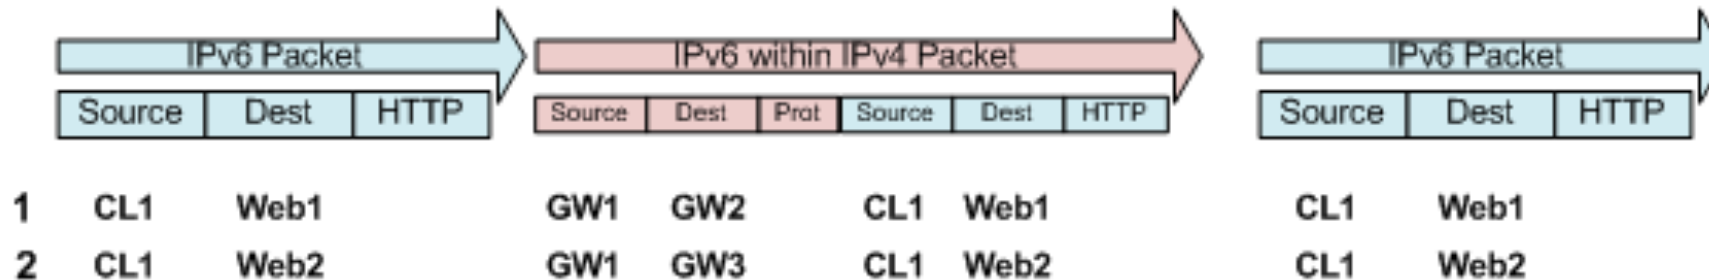 IPv6 Packet IPv6 within IPv4 Packet IPv6 Packet
Source Dest HTTP Source Dest Prot Source Dest HTTP Source Dest HTTP
1 CL1 Web1 GW1 GW2 CL1 Web1 CL1 Web1
2 CL1 Web2 GW1 GW3 CL1 Web2 CL1 Web2